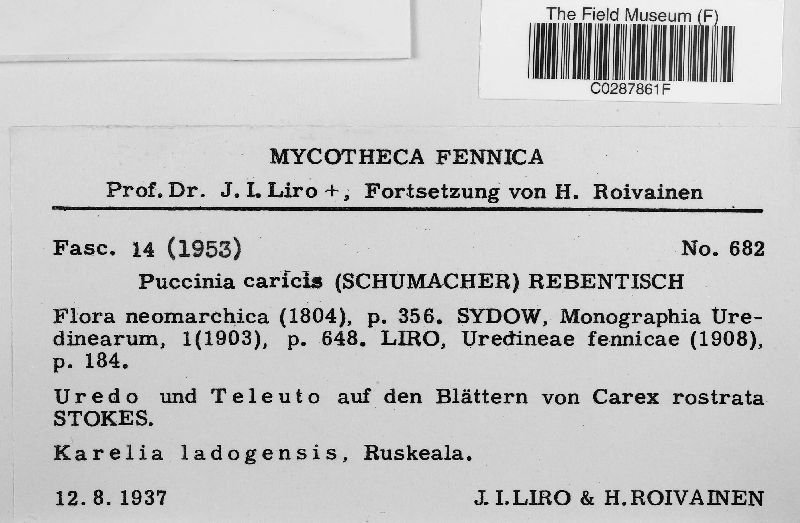 The Field Museum (F)
C0287861F
MYCOTHECA FENNICA
Prof. Dr. J. I. Liro +, Fortsetzung von H. Roivainen
Fasc. 14 (1953) No. 682
Puccinia caricis (SCHUMACHER) REBENTISCH
Flora neomarchica (1804), p. 356. SYDOW, Monographia Ure-
dinearum, 1(1903), p. 648. LIRO, Uredineae fennicae (1908),
p. 184.
Uredo und Teleuto auf den Blättern von Carex rostrata
STOKES.
Karelia ladogensis, Ruskeala.
12. 8. 1937 J. I. LIRO & H. ROIVAINEN